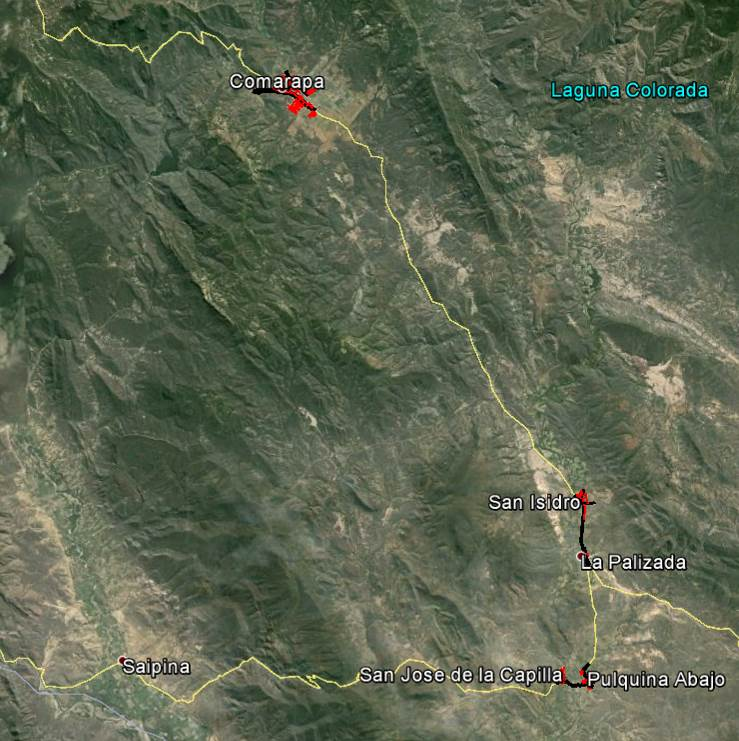 Comarapa
Laguna Colorada
San Isidro
La Palizada
Saipina
San Jose de la Capilla
Pulquina Abajo